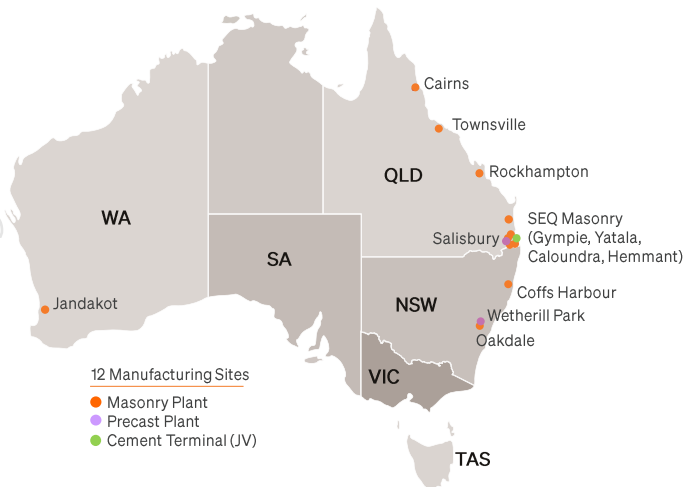 Cairns
Townsville
QLD
Rockhampton
WA
SEQ Masonry
Salisbury
(Gympie, Yatala,
Caloundra, Hemmant)
SA
NSW
Coffs Harbour
Jandakot
Wetherill Park
Oakdale
VIC
12 Manufacturing Sites
Masonry Plant
Precast Plant
Cement Terminal (JV)
TAS